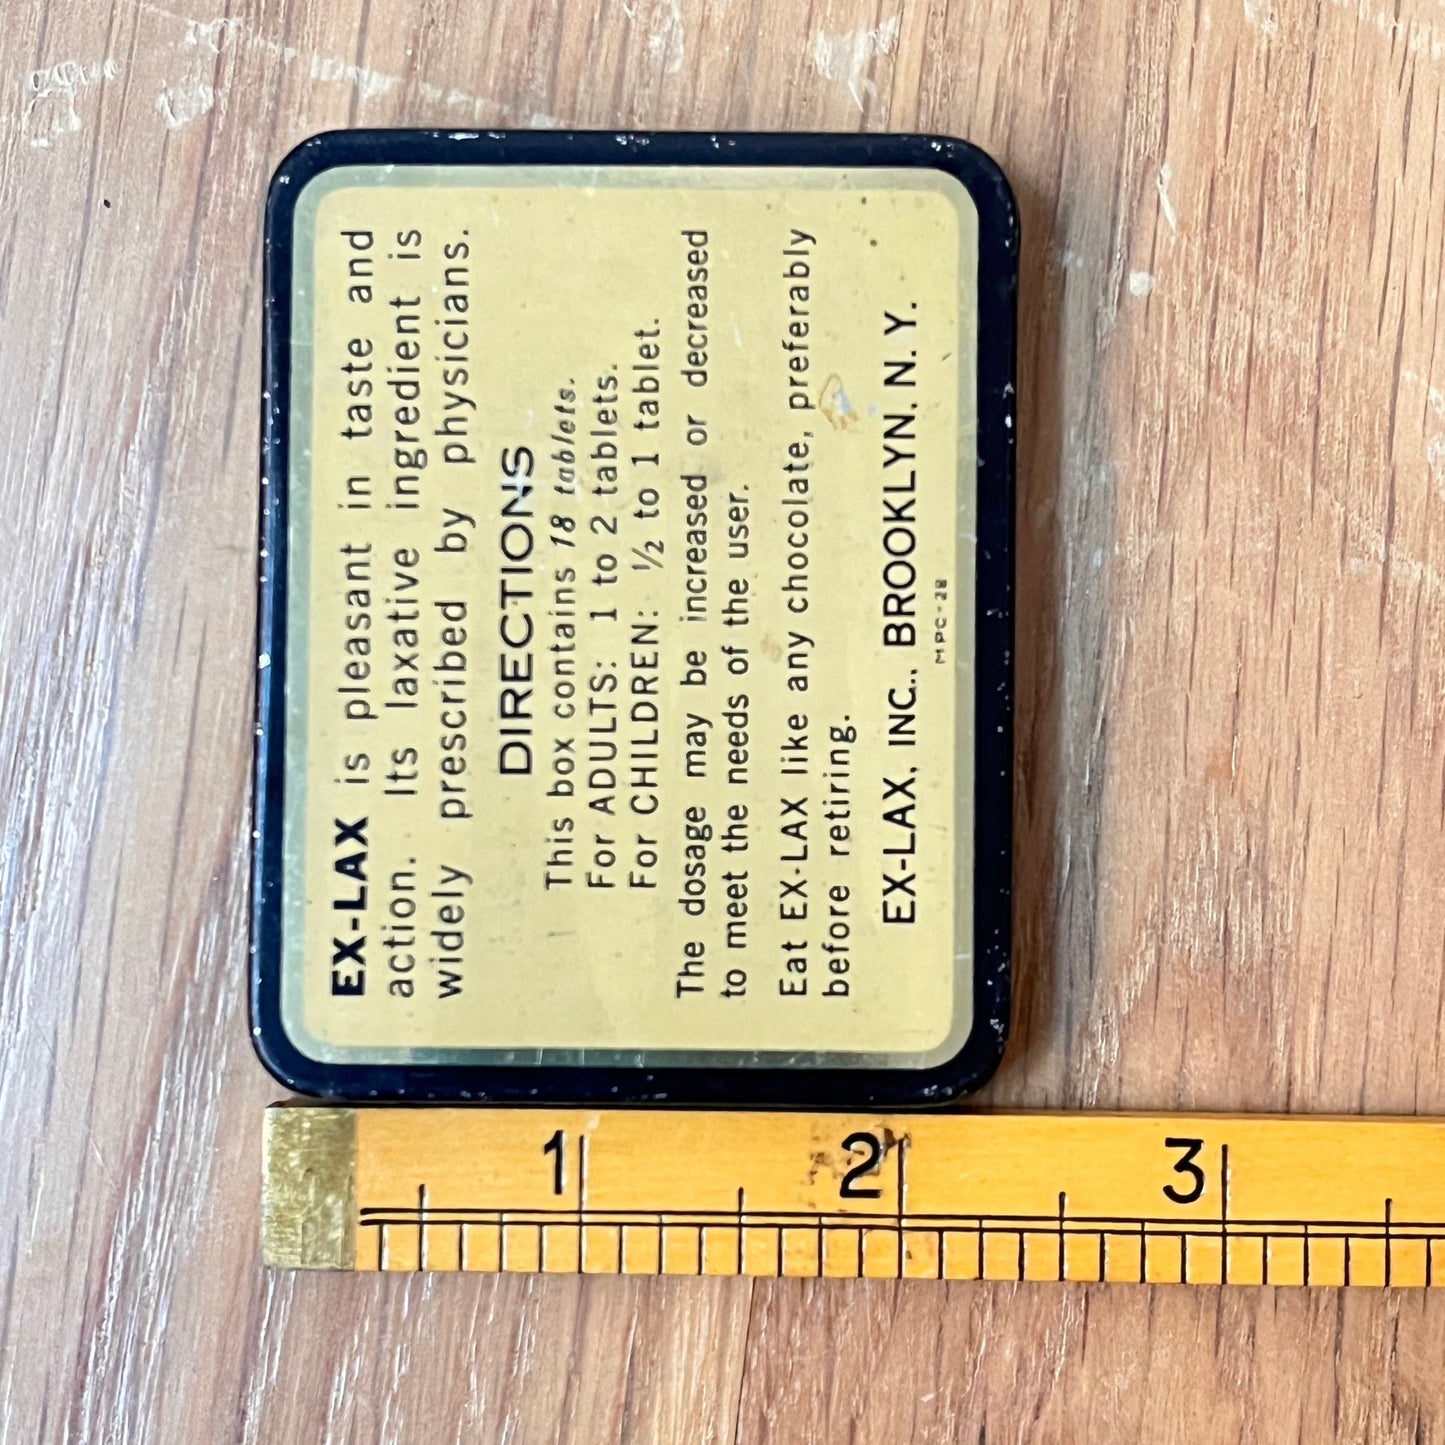 EX-LAX is pleasant in taste and
action. Its laxative ingredient is
widely prescribed by physicians.
DIRECTIONS
This box contains 18 tablets.
For ADULTS: 1 to 2 tablets.
For CHILDREN: ½ to 1 tablet.
The dosage may be increased or decreased
to meet the needs of the user.
Eat EX-LAX like any chocolate, preferably
before retiring.
EX-LAX, INC., BROOKLYN, N. Y.
MPC-28
1 2 3